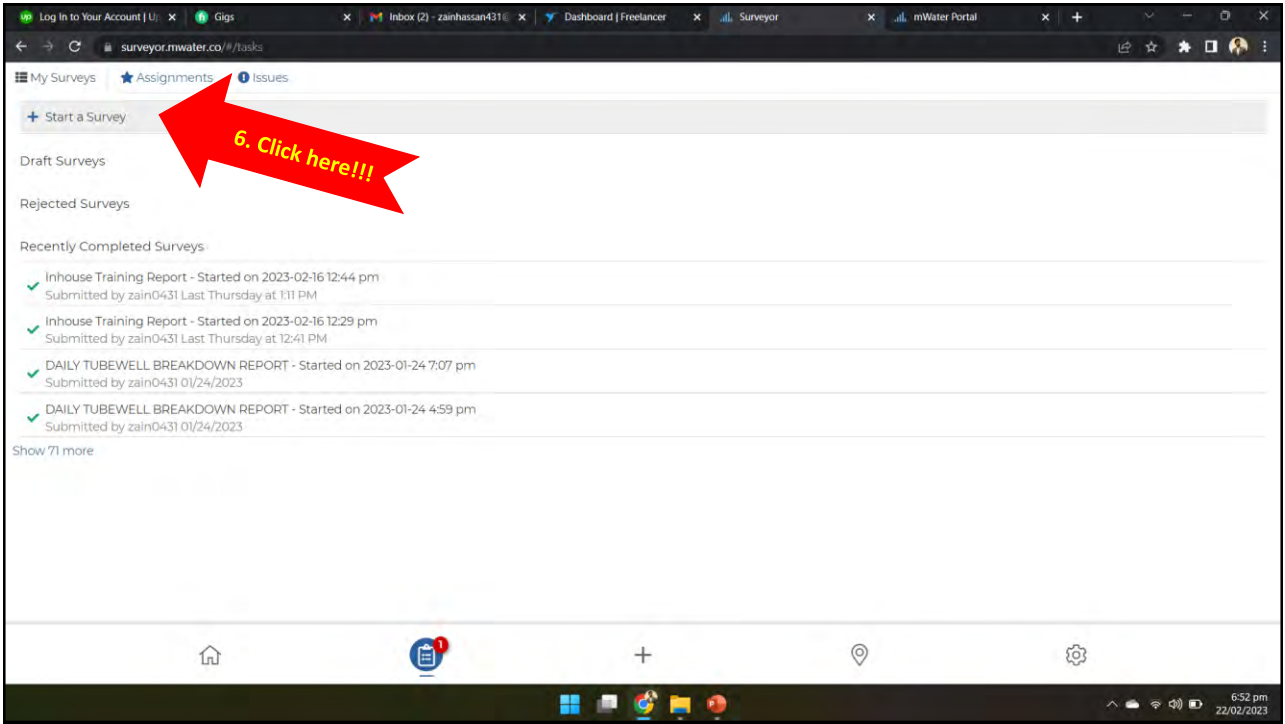 Log In to Your Account | U
Gigs
Inbox (2) - zainhassan431
Dashboard | Freelancer
Surveyor
mWater Portal
surveyor.mwater.co/#/tasks
My Surveys
Assignments
Issues
+ Start a Survey
6. Click here!!!
Draft Surveys
Rejected Surveys
Recently Completed Surveys
Inhouse Training Report - Started on 2023-02-16 12:44 pm
Submitted by zain0431 Last Thursday at 1:11 PM
Inhouse Training Report - Started on 2023-02-16 12:29 pm
Submitted by zain0431 Last Thursday at 12:41 PM
DAILY TUBEWELL BREAKDOWN REPORT - Started on 2023-01-24 7:07 pm
Submitted by zain0431 01/24/2023
DAILY TUBEWELL BREAKDOWN REPORT - Started on 2023-01-24 4:59 pm
Submitted by zain0431 01/24/2023
Show 71 more
1
6:52 pm
22/02/2023